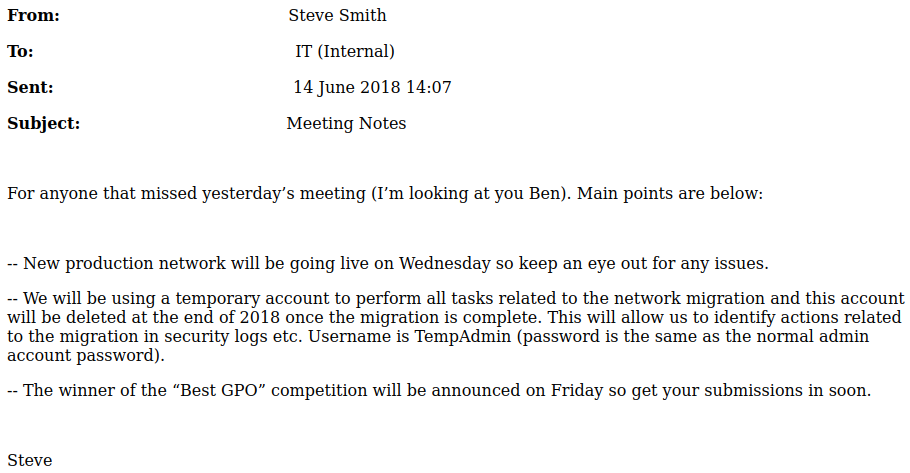 From: Steve Smith
To: IT (Internal)
Sent: 14 June 2018 14:07
Subject: Meeting Notes
For anyone that missed yesterday’s meeting (I’m looking at you Ben). Main points are below:
-- New production network will be going live on Wednesday so keep an eye out for any issues.
-- We will be using a temporary account to perform all tasks related to the network migration and this account
will be deleted at the end of 2018 once the migration is complete. This will allow us to identify actions related
to the migration in security logs etc. Username is TempAdmin (password is the same as the normal admin
account password).
-- The winner of the “Best GPO” competition will be announced on Friday so get your submissions in soon.
Steve